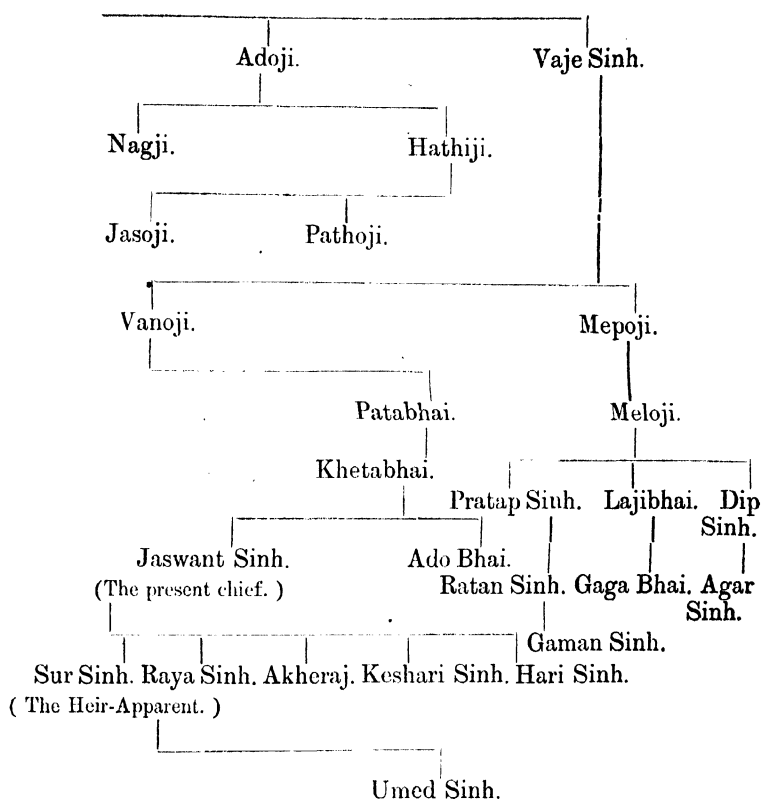 Adoji. Vaje Sinh.
Nagji. Hathiji.
Jasoji. Pathoji.
Vanoji. Mepoji.
Patabhai. Meloji.
Khetabhai.
Pratap Sinh. Lajibhai. Dip
Sinh.
Jaswant Sinh. Ado Bhai.
(The present chief. ) Ratan Sinh. Gaga Bhai. Agar
Sinh.
Gaman Sinh.
Sur Sinh. Raya Sinh. Akheraj. Keshari Sinh. Hari Sinh.
( The Heir-Apparent. )
Umed Sinh.